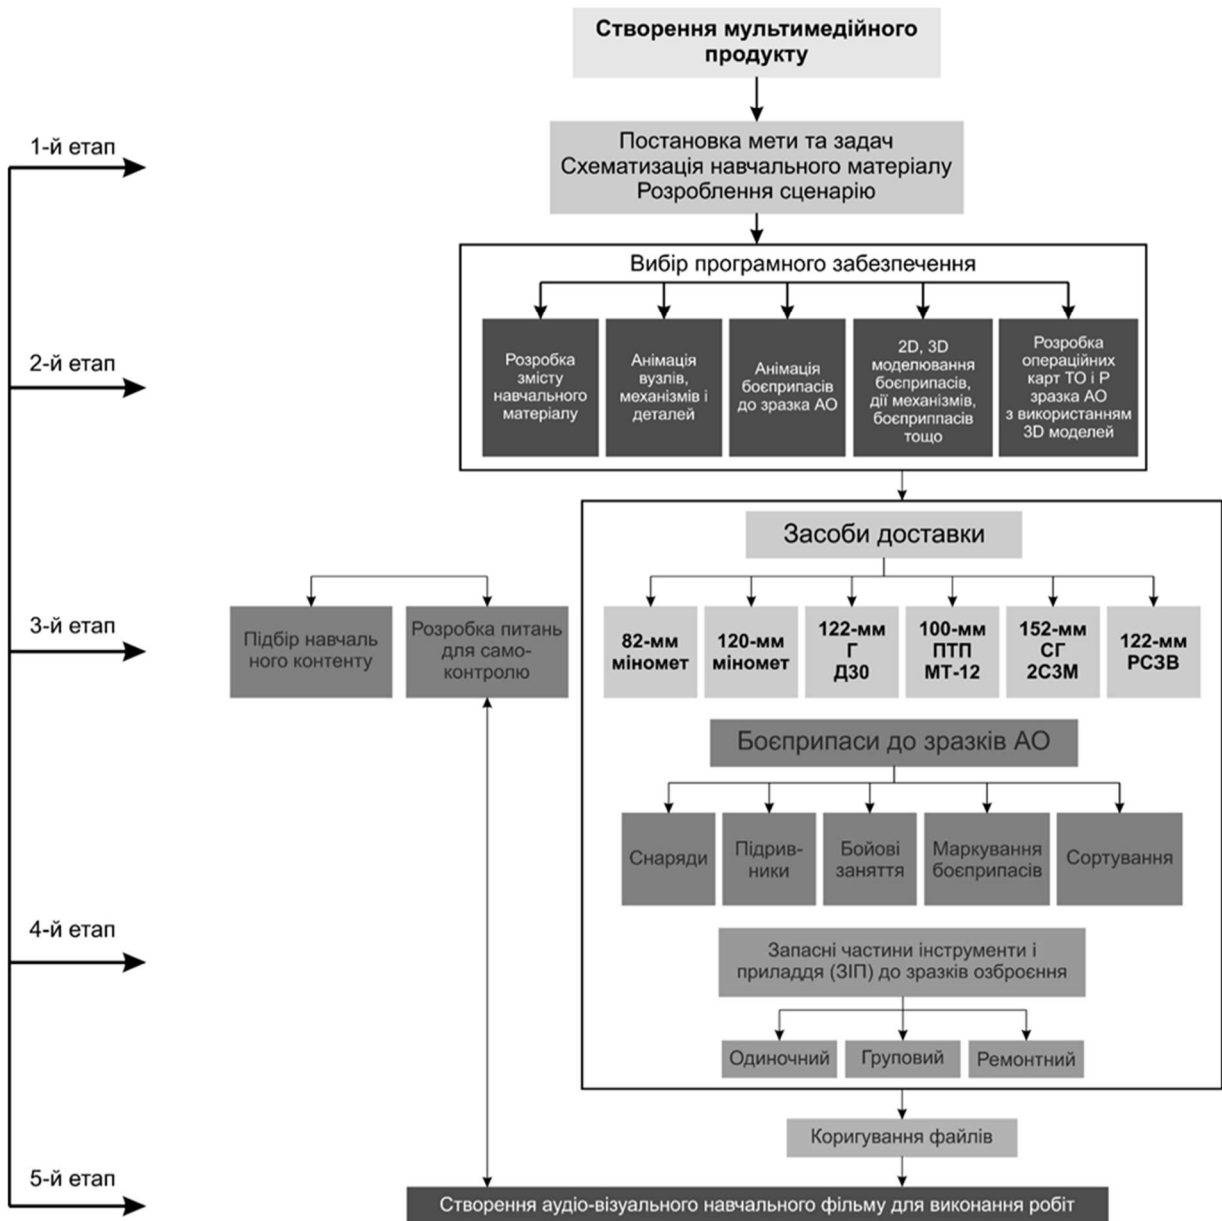 Створення мультимедійного
продукту
1-й етап
Постановка мети та задач
Схематизація навчального матеріалу
Розроблення сценарію
Вибір програмного забезпечення
2-й етап
Розробка
змісту
навчального
матеріалу
Анімація
вузлів,
механізмів і
деталей
Анімація
боєприпасів
до зразка АО
2D, 3D
моделювання
боєприпасів,
дії механізмів,
боєприппасів
тощо
Розробка
операційних
карт ТО і Р
зразка АО
з використанням
3D моделей
Засоби доставки
3-й етап
Підбір навчаль
ного контенту
Розробка питань
для само-
контролю
82-мм
міномет
120-мм
міномет
122-мм
Г
Д30
100-мм
ПТП
МТ-12
152-мм
СГ
2С3М
122-мм
РСЗВ
Боєприпаси до зразків АО
Снаряди
Підрив-
ники
Бойові
заняття
Маркування
боєприпасів
Сортування
4-й етап
Запасні частини інструменти і
приладдя (ЗІП) до зразків озброєння
Одиночний
Груповий
Ремонтний
Коригування файлів
5-й етап
Створення аудіо-візуального навчального фільму для виконання робіт